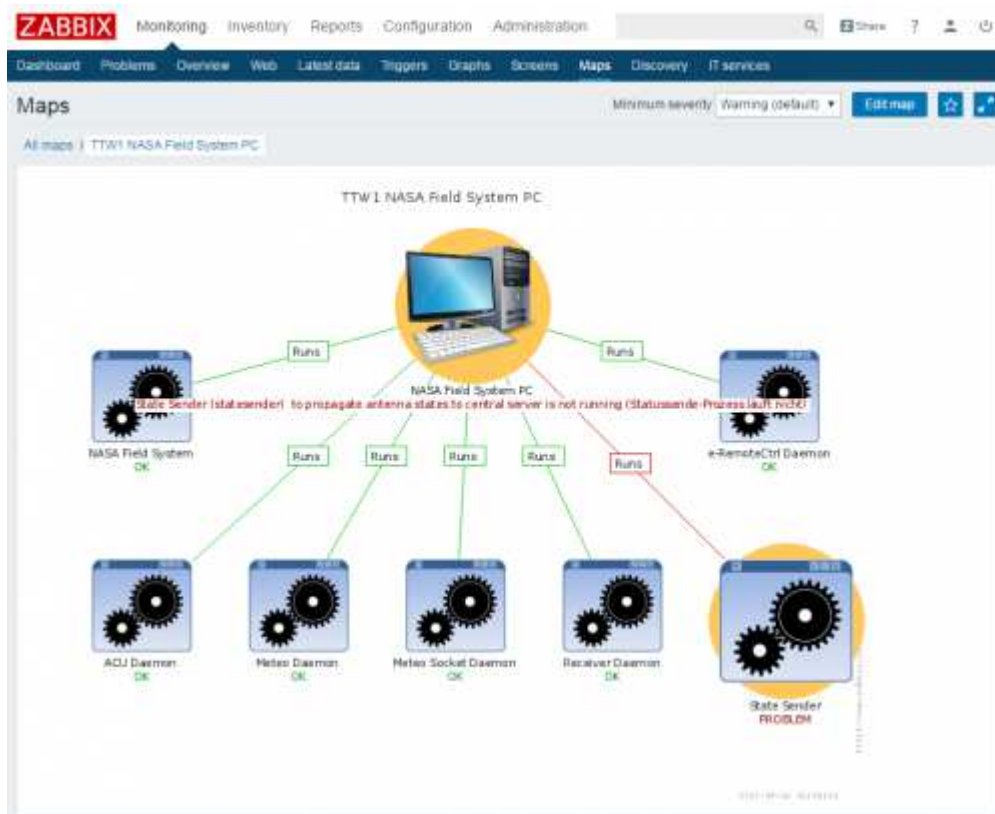 ZABBIX Monitoring Inventory Reports Configuration Administration Share ?
Dashboard Problems Overview Web Latest data Triggers Graphs Screens Maps Discovery IT services
Maps Minimum severity Warning (default) Edit map
All maps / TTW1 NASA Field System PC
TTW1 NASA Field System PC
Runs Runs
NASA Field System PC
State Sender (statesender) to propagate antenna states to central server is not running (Statussende-Prozess läuft nicht)
NASA Field System
OK
e-RemoteCtrl Daemon
OK
Runs Runs Runs Runs Runs
ACU Daemon
OK
Meteo Daemon
OK
Meteo Socket Daemon
OK
Receiver Daemon
OK
State Sender
PROBLEM